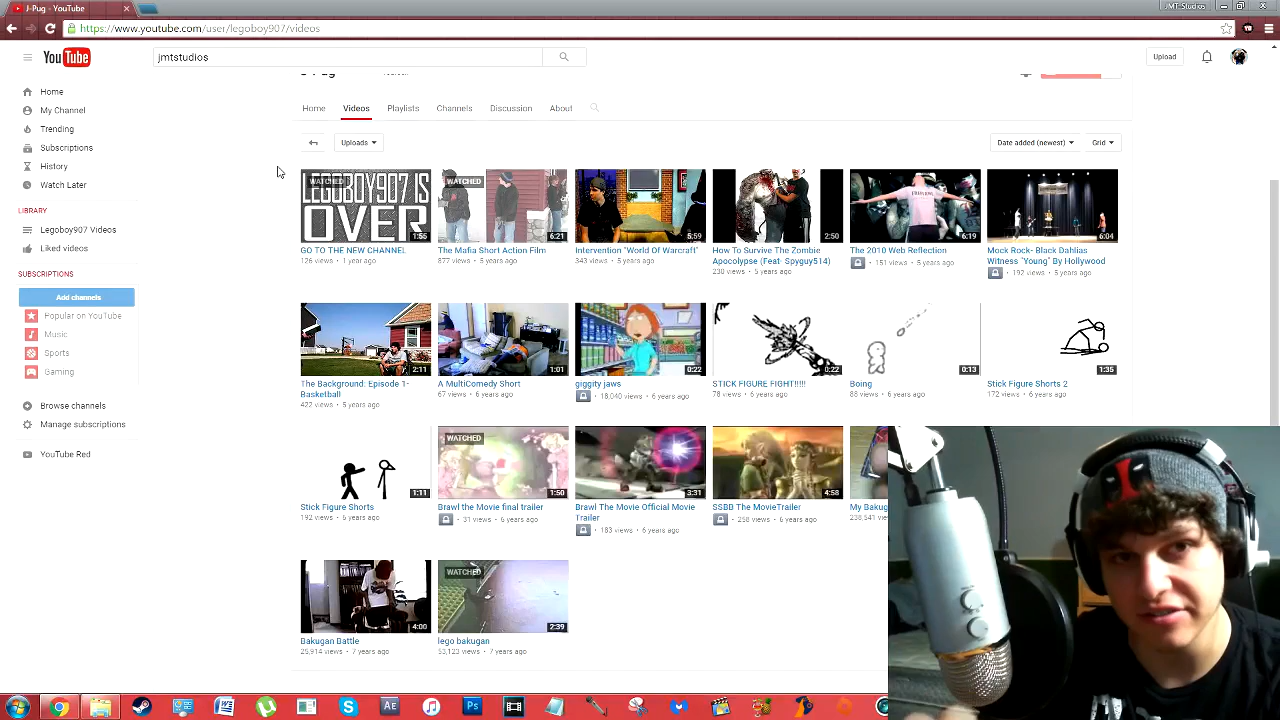 J-Pug - YouTube
JMT-Studios
https://www.youtube.com/user/legoboy907/videos
YouTube
jmtstudios
Upload
Home
My Channel
Trending
Subscriptions
History
Watch Later
LIBRARY
Legoboy907 Videos
Liked videos
SUBSCRIPTIONS
Add channels
Popular on YouTube
Music
Sports
Gaming
Browse channels
Manage subscriptions
YouTube Red
Home Videos Playlists Channels Discussion About
Uploads
Date added (newest)
Grid
WATCHED
LEGOBOY907 IS
OVER
1:55
GO TO THE NEW CHANNEL
126 views • 1 year ago
WATCHED
6:21
The Mafia Short Action Film
877 views • 5 years ago
5:59
Intervention "World Of Warcraft"
343 views • 5 years ago
2:50
How To Survive The Zombie
Apocolypse (Feat- Spyguy514)
230 views • 5 years ago
6:19
The 2010 Web Reflection
151 views • 5 years ago
6:04
Mock Rock- Black Dahlias
Witness "Young" By Hollywood
192 views • 5 years ago
2:11
The Background: Episode 1-
Basketball
422 views • 5 years ago
1:01
A MultiComedy Short
67 views • 6 years ago
0:22
giggity jaws
18,040 views • 6 years ago
0:22
STICK FIGURE FIGHT!!!!!
78 views • 6 years ago
0:13
Boing
88 views • 6 years ago
1:35
Stick Figure Shorts 2
172 views • 6 years ago
1:11
Stick Figure Shorts
192 views • 6 years ago
WATCHED
1:50
Brawl the Movie final trailer
31 views • 6 years ago
3:31
Brawl The Movie Official Movie
Trailer
183 views • 6 years ago
4:58
SSBB The MovieTrailer
258 views • 6 years ago
My Bakug
238,541 vi
4:00
Bakugan Battle
25,914 views • 7 years ago
WATCHED
2:39
lego bakugan
53,123 views • 7 years ago